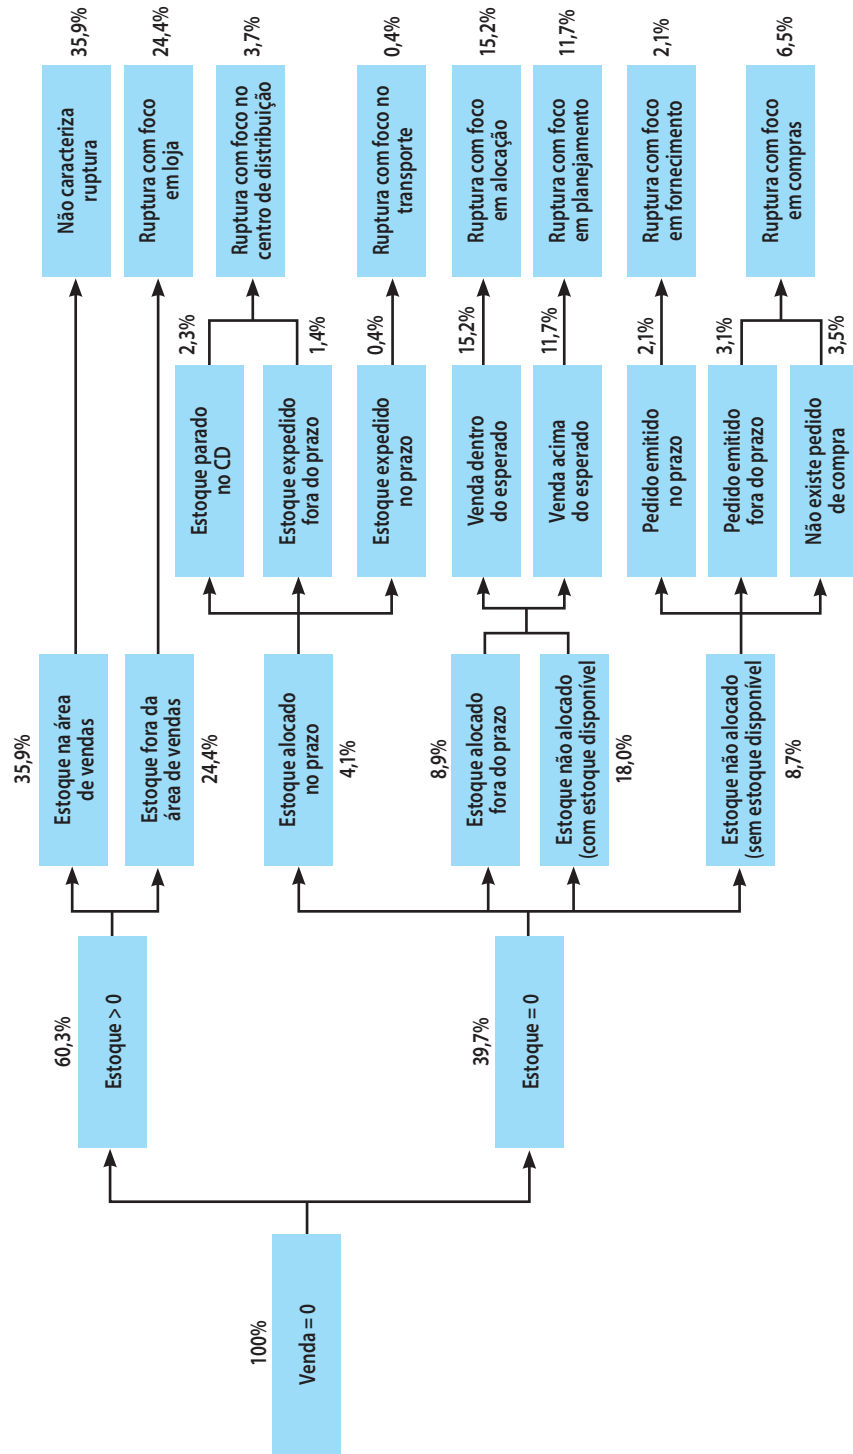 100%
Venda = 0
60,3%
Estoque > 0
39,7%
Estoque = 0
35,9%
Estoque na área
de vendas
Estoque fora da
área de vendas
24,4%
Estoque alocado
no prazo
4,1%
8,9%
Estoque alocado
fora do prazo
Estoque não alocado
(com estoque disponível
18,0%
Estoque não alocado
(sem estoque disponível
8,7%
Estoque parado
no CD
2,3%
Estoque expedido
fora do prazo
1,4%
Estoque expedido
no prazo
0,4%
Venda dentro
do esperado
15,2%
Venda acima
do esperado
11,7%
Pedido emitido
no prazo
2,1%
Pedido emitido
fora do prazo
3,1%
Não existe pedido
de compra
3,5%
Não caracteriza
ruptura
35,9%
Ruptura com foco
em loja
24,4%
Ruptura com foco no
centro de distribuição
3,7%
Ruptura com foco no
transporte
0,4%
Ruptura com foco
em alocação
15,2%
Ruptura com foco
em planejamento
11,7%
Ruptura com foco
em fornecimento
2,1%
Ruptura com foco
em compras
6,5%